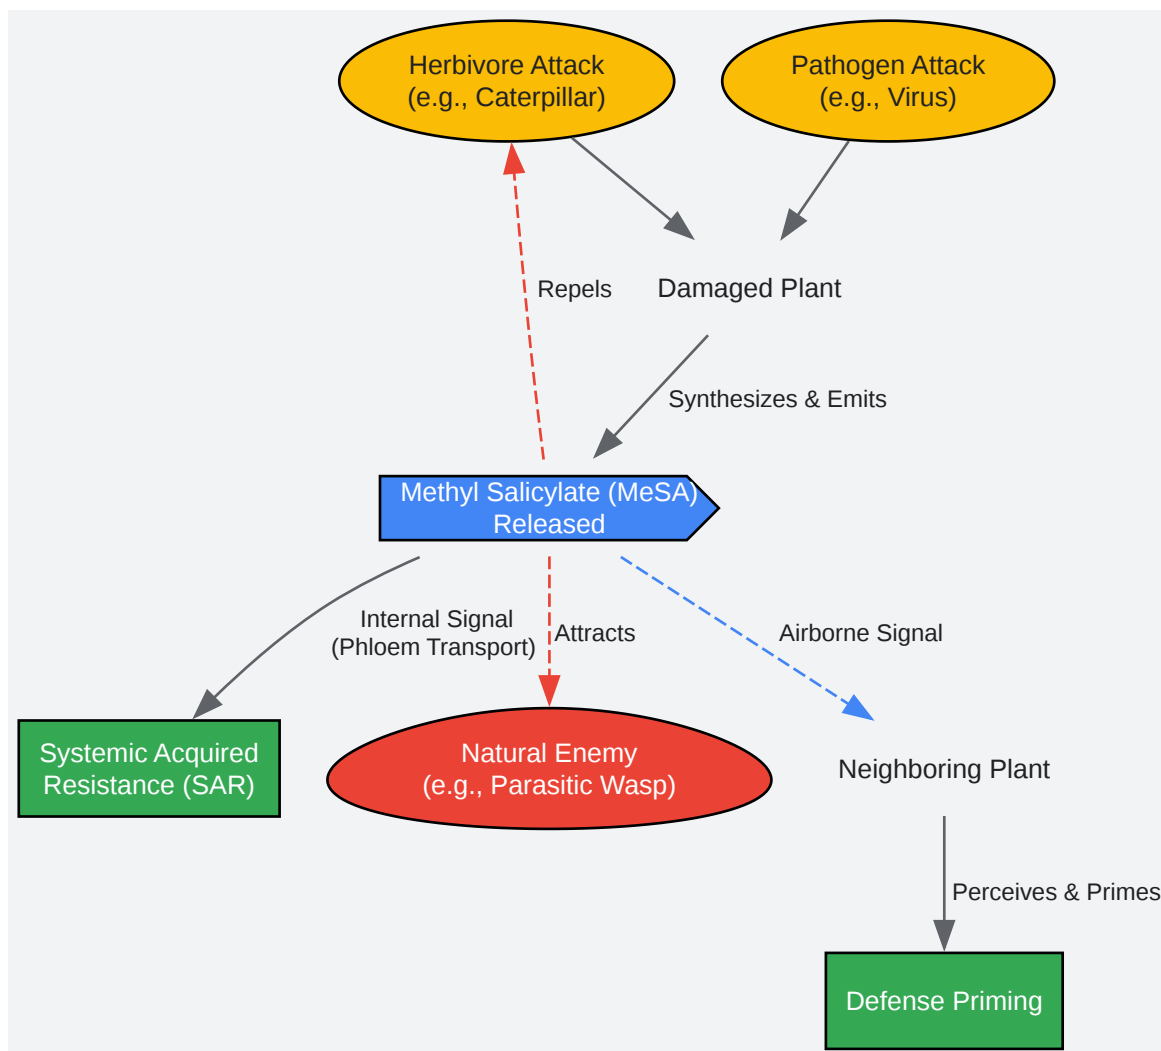 Herbivore Attack
(e.g., Caterpillar)
Pathogen Attack
(e.g., Virus)
Repels
Damaged Plant
Synthesizes & Emits
Methyl Salicylate (MeSA)
Released
Internal Signal
(Phloem Transport)
Attracts
Airborne Signal
Systemic Acquired
Resistance (SAR)
Natural Enemy
(e.g., Parasitic Wasp)
Neighboring Plant
Perceives & Primes
Defense Priming